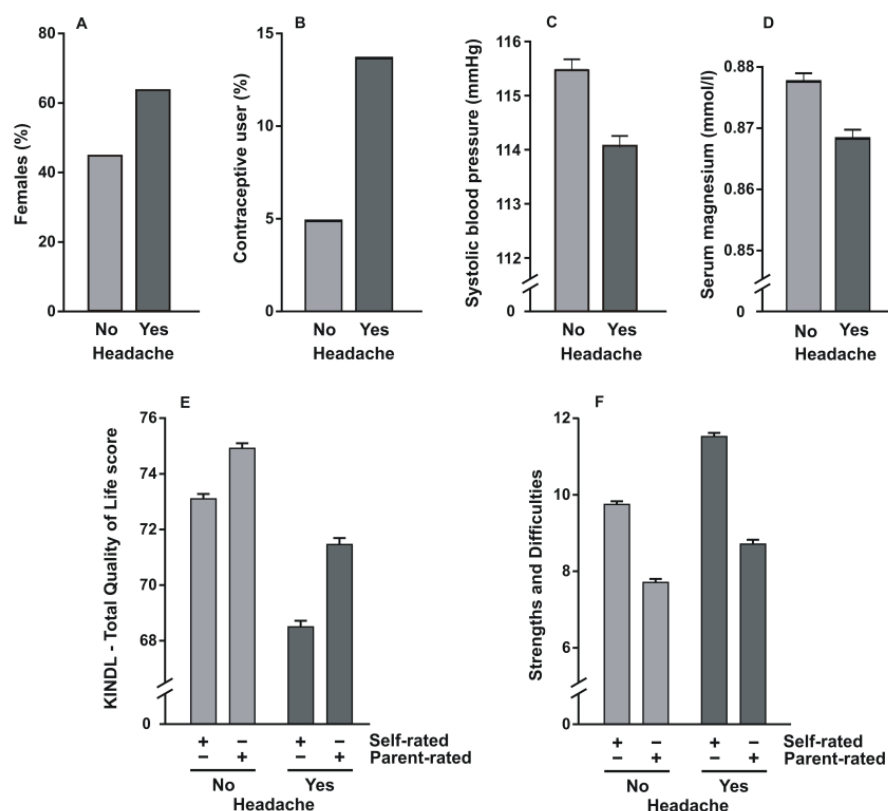 A
Females (%)
80
60
40
20
0
No Yes
Headache
B
Contraceptive user (%)
15
10
5
0
No Yes
Headache
C
Systolic blood pressure (mmHg)
116
115
114
113
112
0
No Yes
Headache
D
Serum magnesium (mmol/l)
0.88
0.87
0.86
0.85
0
No Yes
Headache
E
KINDL - Total Quality of Life score
76
74
72
70
68
0
+ − + − Self-rated
− + − + Parent-rated
No Yes
Headache
F
Strengths and Difficulties
12
10
8
6
0
+ − + − Self-rated
− + − + Parent-rated
No Yes
Headache